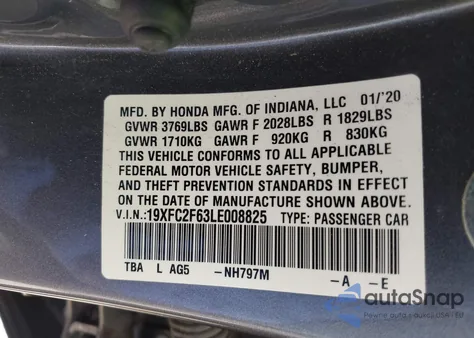 MFD. BY HONDA MFG. OF INDIANA, LLC 01/'20
GVWR 3769LBS GAWR F 2028LBS R 1829LBS
GVWR 1710KG GAWR F 920KG R 830KG
THIS VEHICLE CONFORMS TO ALL APPLICABLE
FEDERAL MOTOR VEHICLE SAFETY, BUMPER,
AND THEFT PREVENTION STANDARDS IN EFFECT
ON THE DATE OF MANUFACTURE SHOWN ABOVE.
V.I.N.:19XFC2F63LE008825 TYPE: PASSENGER CAR
TBA L AG5 -NH797M -A -E
autoSnap